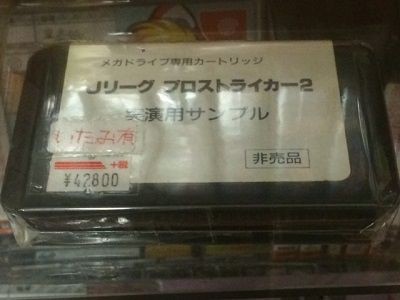 メガドライブ専用カートリッジ
Jリーグ プロストライカー2
実演用サンプル
いたみ有
+税
¥42800
非売品